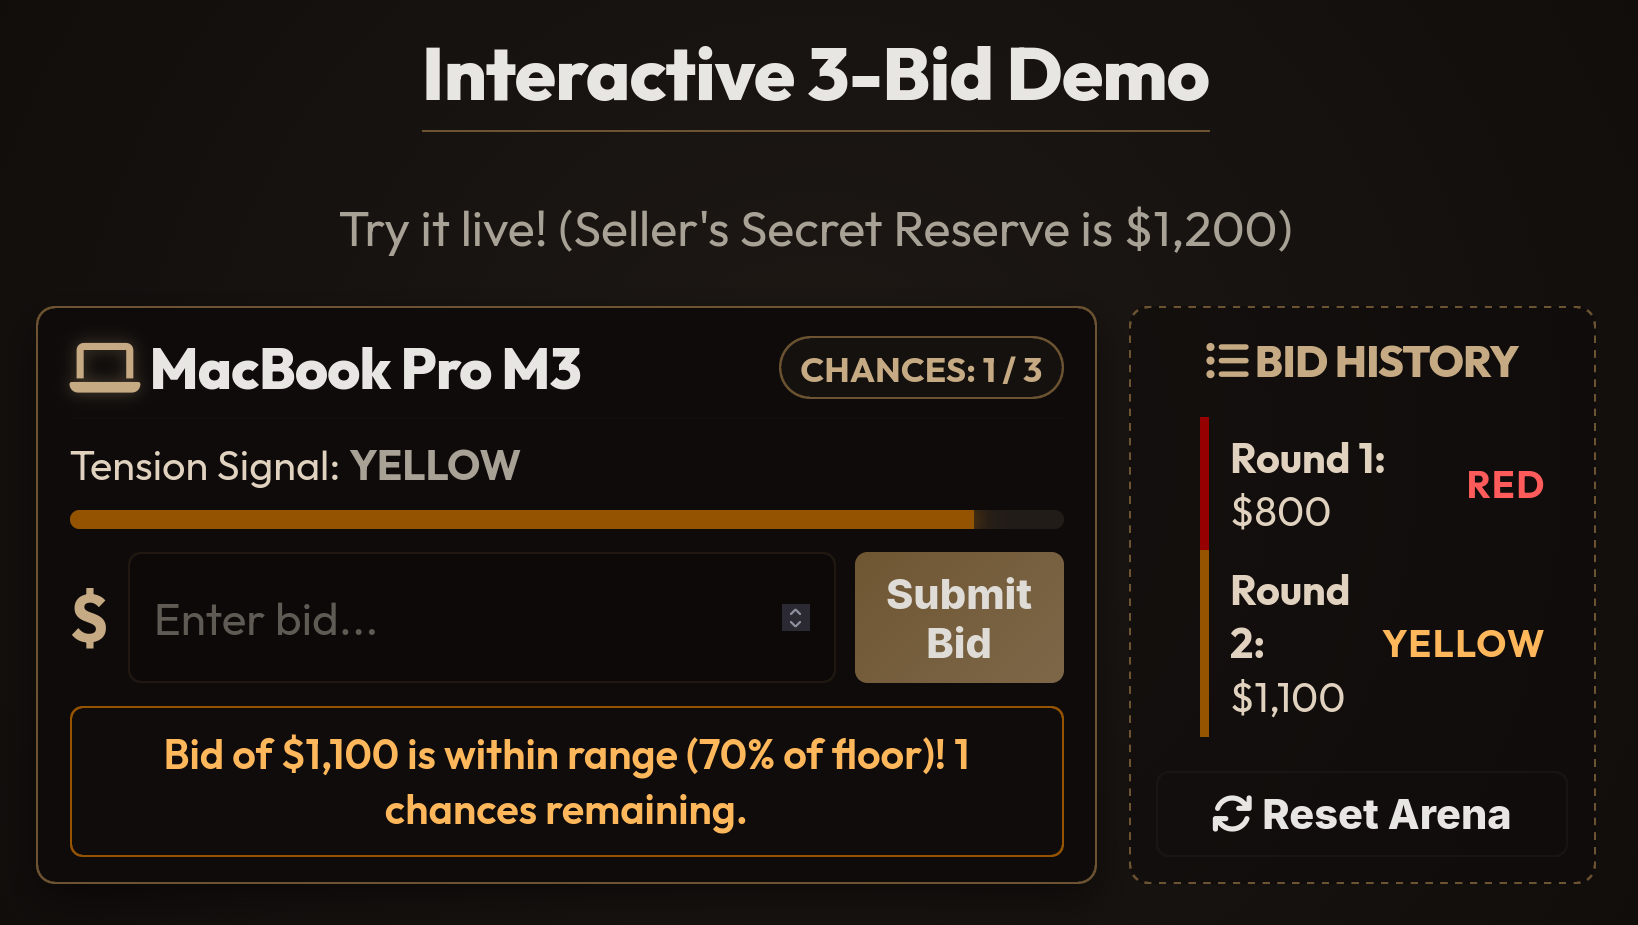 Interactive 3-Bid Demo
Try it live! (Seller's Secret Reserve is $1,200)
MacBook Pro M3
CHANCES: 1 / 3
Tension Signal: YELLOW
$
Enter bid...
Submit
Bid
Bid of $1,100 is within range (70% of floor)! 1
chances remaining.
BID HISTORY
Round 1:
$800
RED
Round
2:
$1,100
YELLOW
Reset Arena